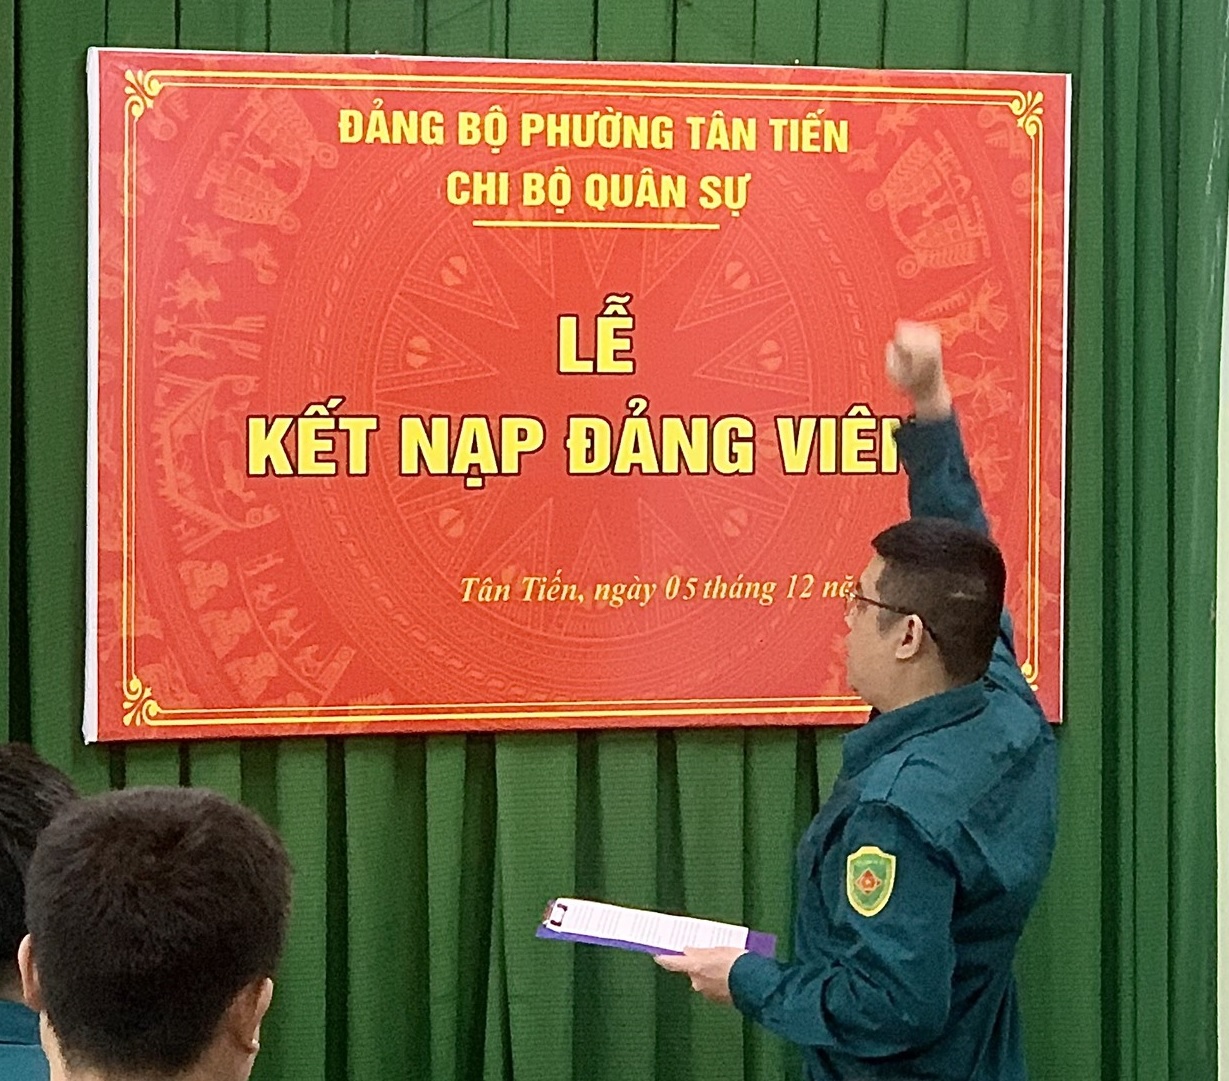 ĐẢNG BỘ PHƯỜNG TÂN TIẾN
CHI BỘ QUÂN SỰ
LỄ
KẾT NẠP ĐẢNG VIÊN
Tân Tiến, ngày 05 tháng 12